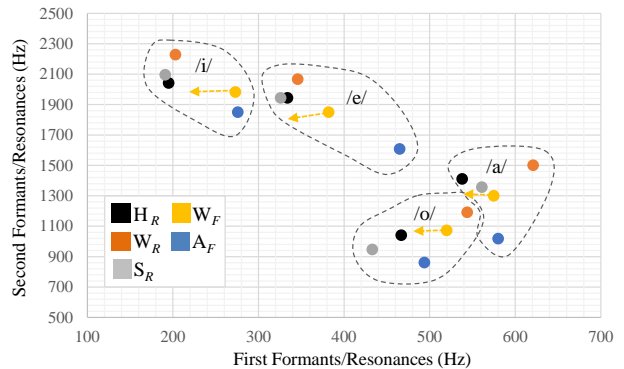 2500
2300
2100
1900
1700
1500
1300
1100
900
700
500
Second Formants/Resonances (Hz)
/i/
/e/
/a/
/o/
H_R W_F
W_R A_F
S_R
100 200 300 400 500 600 700
First Formants/Resonances (Hz)